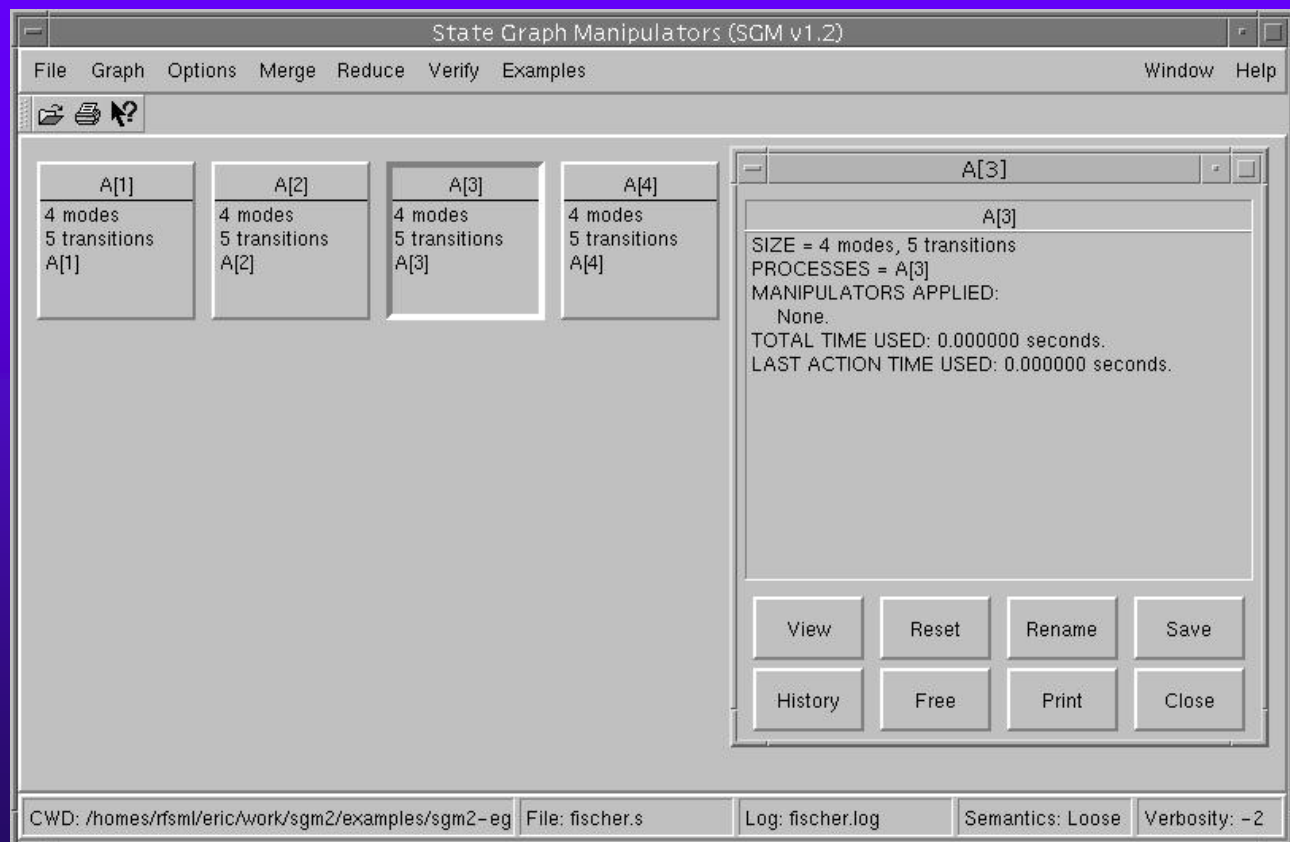 State Graph Manipulators (SGM v1.2)
File Graph Options Merge Reduce Verify Examples Window Help
A[1]
4 modes
5 transitions
A[1]
A[2]
4 modes
5 transitions
A[2]
A[3]
4 modes
5 transitions
A[3]
A[4]
4 modes
5 transitions
A[4]
A[3]
A[3]
SIZE = 4 modes, 5 transitions
PROCESSES = A[3]
MANIPULATORS APPLIED:
None.
TOTAL TIME USED: 0.000000 seconds.
LAST ACTION TIME USED: 0.000000 seconds.
View Reset Rename Save
History Free Print Close
CWD: /homes/rfsml/eric/work/sgm2/examples/sgm2-eg File: fischer.s Log: fischer.log Semantics: Loose Verbosity: -2